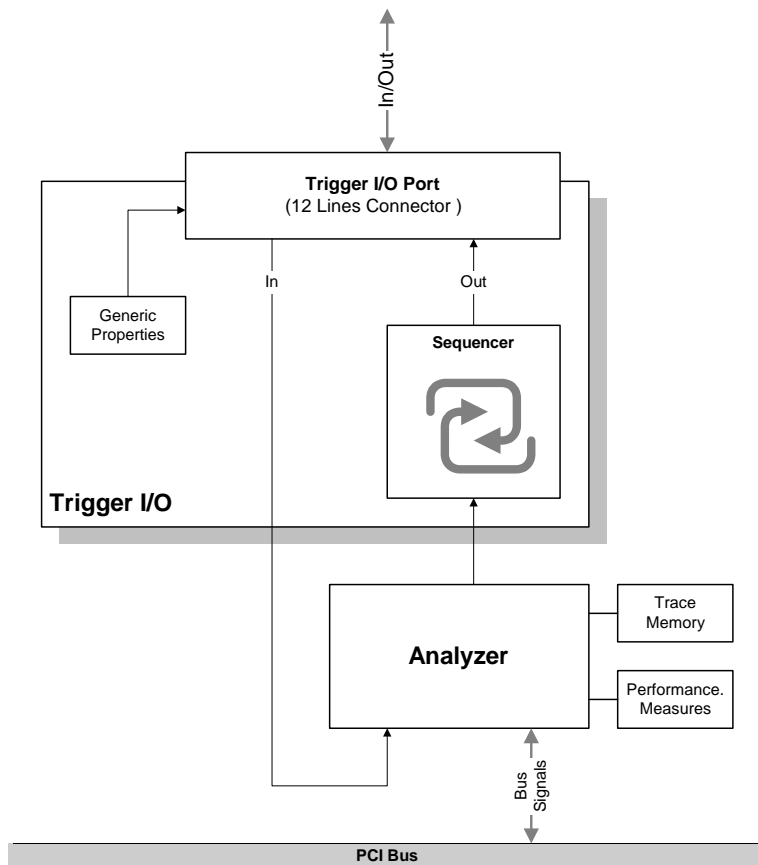 In/Out
Trigger I/O Port
(12 Lines Connector )
In
Out
Generic
Properties
Sequencer
Trigger I/O
Analyzer
Trace
Memory
Performance.
Measures
Bus
Signals
PCI Bus